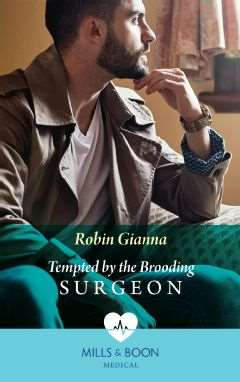 Robin Gianna
Tempted by the Brooding
SURGEON
MILLS & BOON
MEDICAL